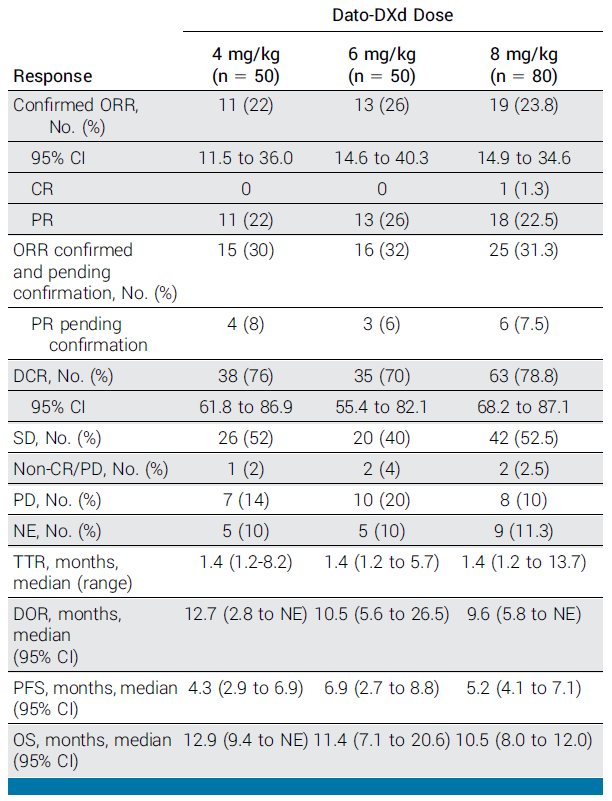 Dato-DXd Dose
Response 4 mg/kg (n = 50) 6 mg/kg (n = 50) 8 mg/kg (n = 80)
Confirmed ORR, No. (%) 11 (22) 13 (26) 19 (23.8)
95% CI 11.5 to 36.0 14.6 to 40.3 14.9 to 34.6
CR 0 0 1 (1.3)
PR 11 (22) 13 (26) 18 (22.5)
ORR confirmed and pending confirmation, No. (%) 15 (30) 16 (32) 25 (31.3)
PR pending confirmation 4 (8) 3 (6) 6 (7.5)
DCR, No. (%) 38 (76) 35 (70) 63 (78.8)
95% CI 61.8 to 86.9 55.4 to 82.1 68.2 to 87.1
SD, No. (%) 26 (52) 20 (40) 42 (52.5)
Non-CR/PD, No. (%) 1 (2) 2 (4) 2 (2.5)
PD, No. (%) 7 (14) 10 (20) 8 (10)
NE, No. (%) 5 (10) 5 (10) 9 (11.3)
TTR, months, median (range) 1.4 (1.2-8.2) 1.4 (1.2 to 5.7) 1.4 (1.2 to 13.7)
DOR, months, median (95% CI) 12.7 (2.8 to NE) 10.5 (5.6 to 26.5) 9.6 (5.8 to NE)
PFS, months, median (95% CI) 4.3 (2.9 to 6.9) 6.9 (2.7 to 8.8) 5.2 (4.1 to 7.1)
OS, months, median (95% CI) 12.9 (9.4 to NE) 11.4 (7.1 to 20.6) 10.5 (8.0 to 12.0)